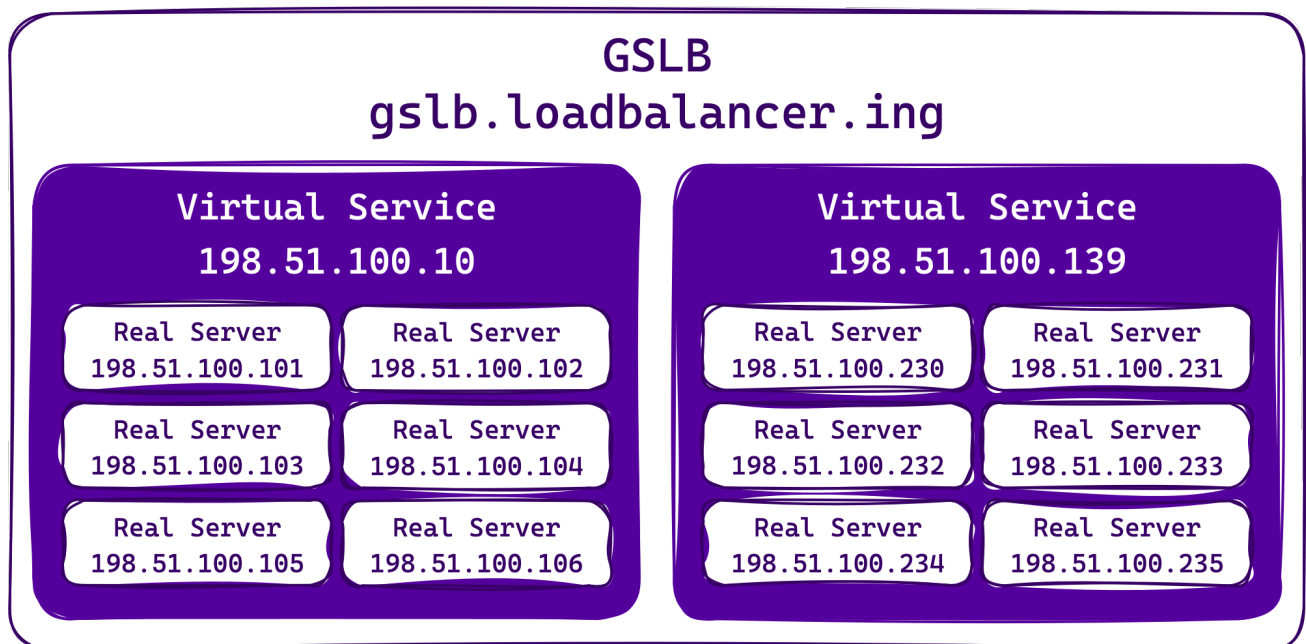 GSLB
gslb.loadbalancer.ing
Virtual Service
198.51.100.10
Real Server
198.51.100.101
Real Server
198.51.100.102
Real Server
198.51.100.103
Real Server
198.51.100.104
Real Server
198.51.100.105
Real Server
198.51.100.106
Virtual Service
198.51.100.139
Real Server
198.51.100.230
Real Server
198.51.100.231
Real Server
198.51.100.232
Real Server
198.51.100.233
Real Server
198.51.100.234
Real Server
198.51.100.235